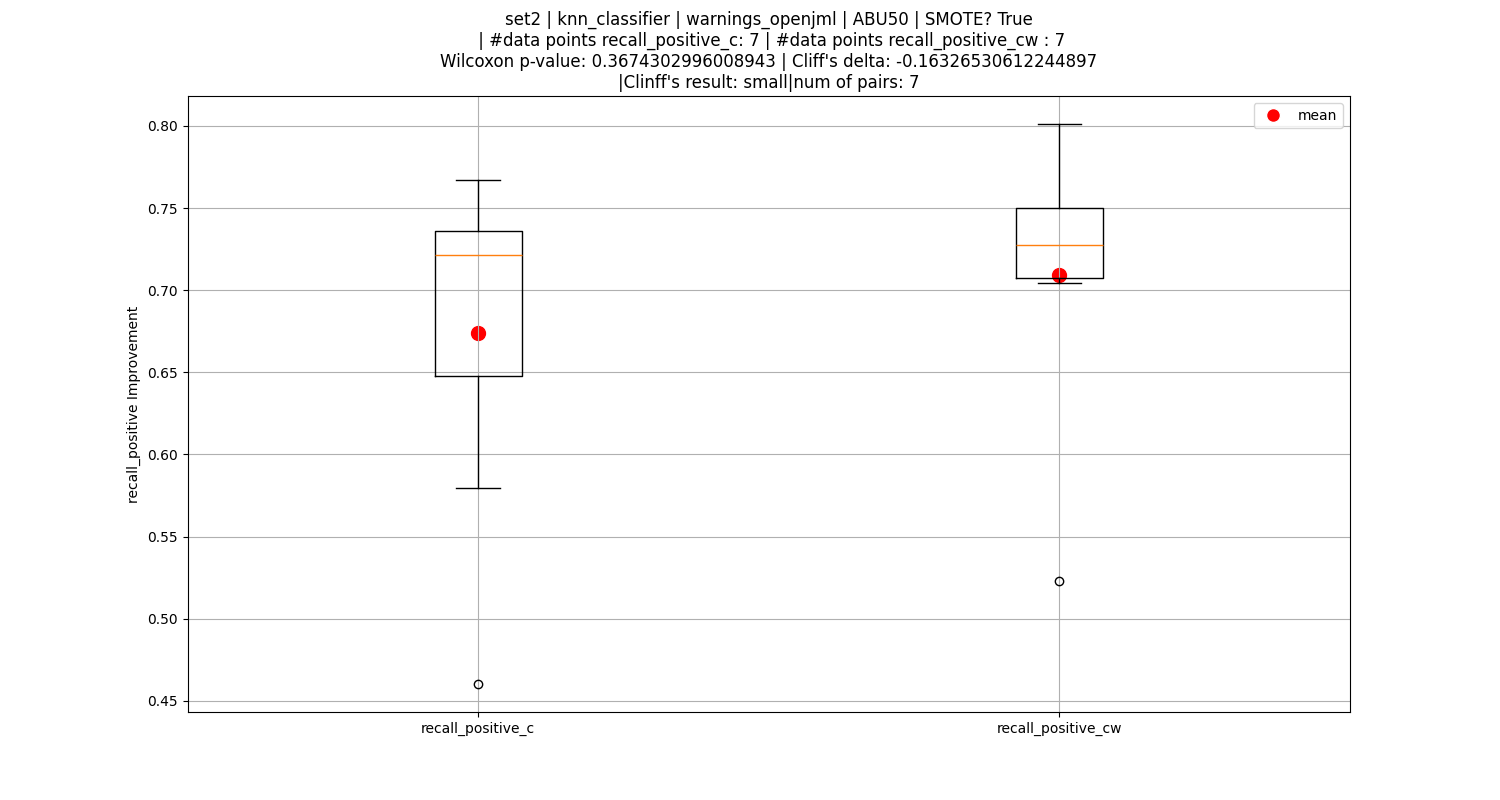 set2 | knn_classifier | warnings_openjml | ABU50 | SMOTE? True
| #data points recall_positive_c: 7 | #data points recall_positive_cw : 7
Wilcoxon p-value: 0.3674302996008943 | Cliff's delta: -0.16326530612244897
|Clinff's result: small|num of pairs: 7
mean
0.80
0.75
0.70
0.65
0.60
0.55
0.50
0.45
recall_positive Improvement
recall_positive_c
recall_positive_cw